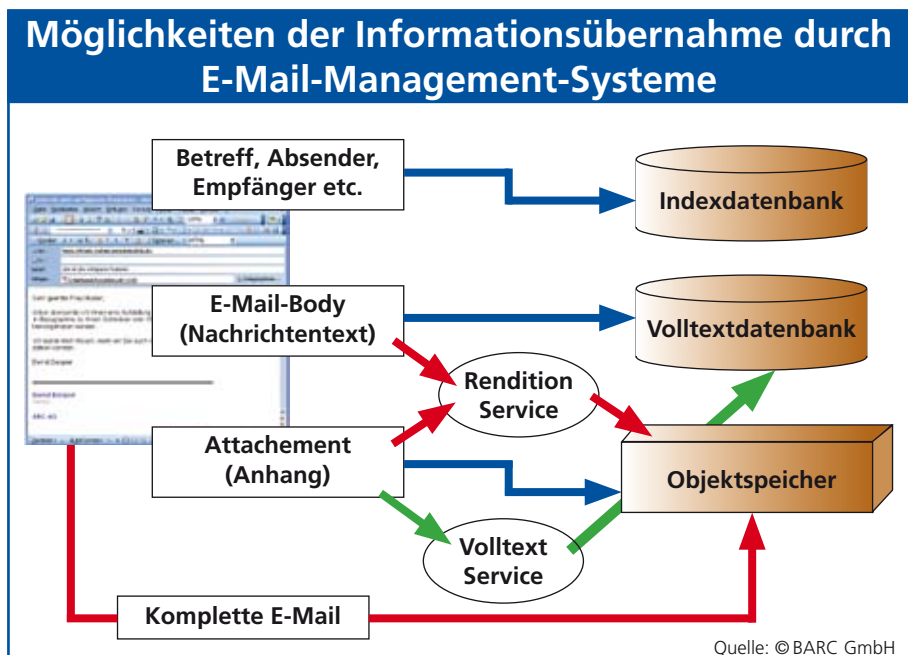 Möglichkeiten der Informationsübernahme durch
E-Mail-Management-Systeme
Betreff, Absender,
Empfänger etc.
Indexdatenbank
E-Mail-Body
(Nachrichtentext)
Volltextdatenbank
Rendition
Service
Attachement
(Anhang)
Objektspeicher
Volltext
Service
Komplette E-Mail
Quelle: © BARC GmbH